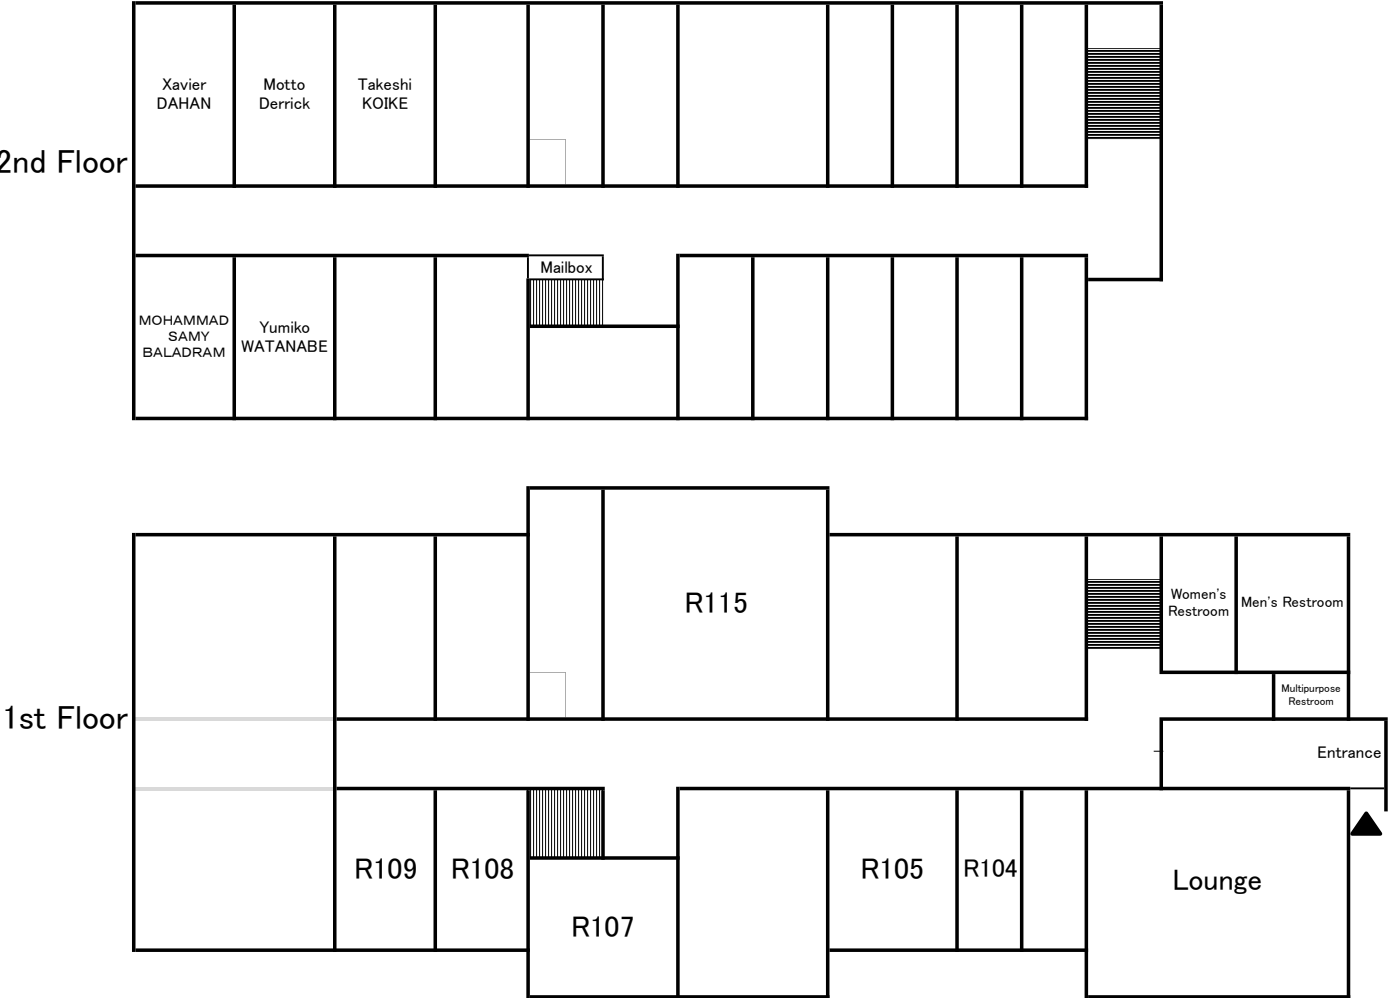 Xavier
DAHAN
Motto
Derrick
Takeshi
KOIKE
2nd Floor
Mailbox
MOHAMMAD
SAMY
BALADRAM
Yumiko
WATANABE
R115
Women's
Restroom
Men's Restroom
Multipurpose
Restroom
1st Floor
Entrance
R109
R108
R107
R105
R104
Lounge